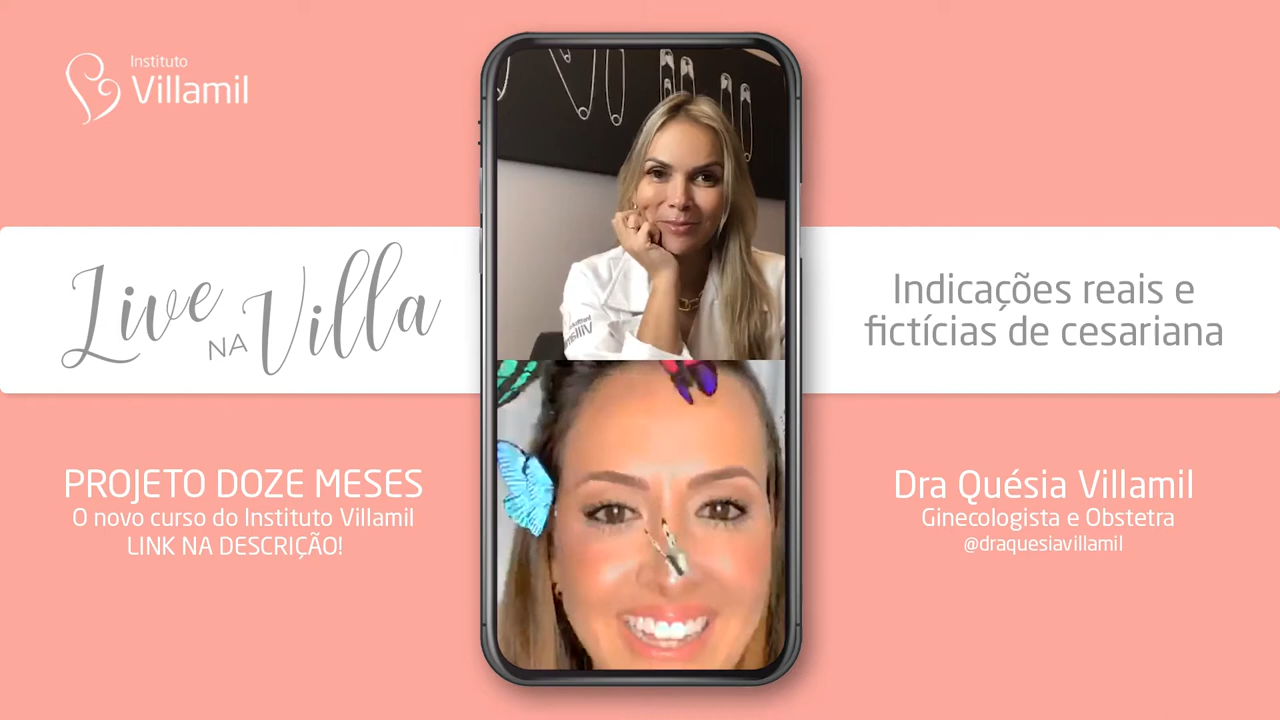 Instituto
Villamil
Live NA Villa
PROJETO DOZE MESES
O novo curso do Instituto Villamil
LINK NA DESCRIÇÃO!
Indicações reais e
fictícias de cesariana
Dra Quésia Villamil
Ginecologista e Obstetra
@draquesiavillamil